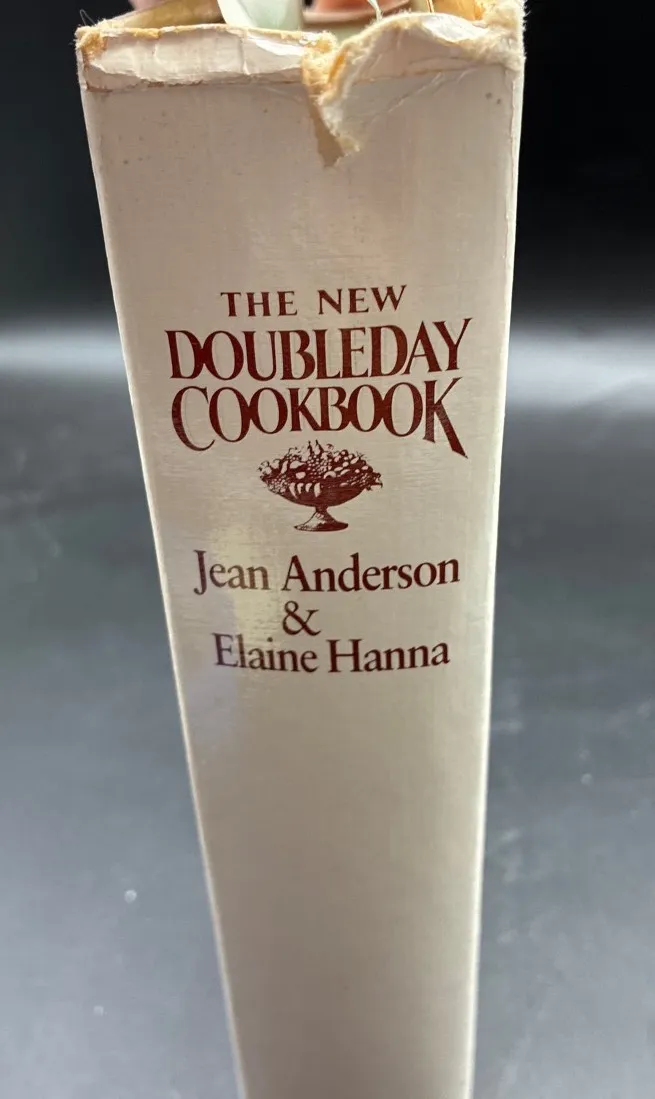 THE NEW
DOUBLEDAY
COOKBOOK
Jean Anderson
&
Elaine Hanna